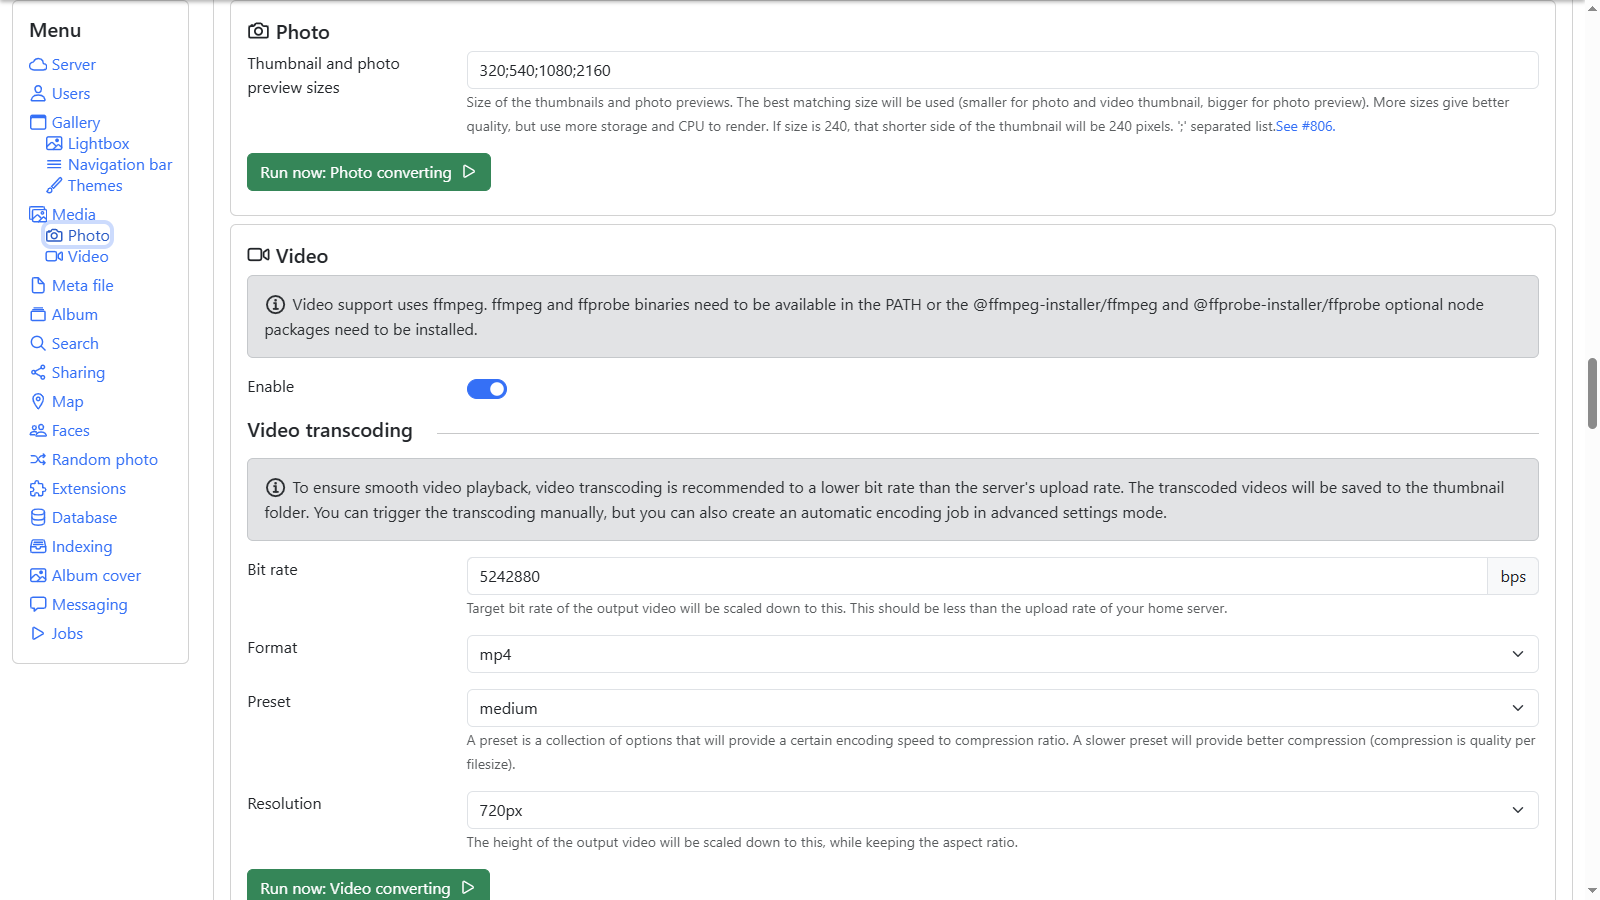 Menu
Server
Users
Gallery
Lightbox
Navigation bar
Themes
Media
Photo
Video
Meta file
Album
Search
Sharing
Map
Faces
Random photo
Extensions
Database
Indexing
Album cover
Messaging
Jobs
Photo
Thumbnail and photo
preview sizes
320;540;1080;2160
Size of the thumbnails and photo previews. The best matching size will be used (smaller for photo and video thumbnail, bigger for photo preview). More sizes give better
quality, but use more storage and CPU to render. If size is 240, that shorter side of the thumbnail will be 240 pixels. ';' separated list.See #806.
Run now: Photo converting
Video
Video support uses ffmpeg. ffmpeg and ffprobe binaries need to be available in the PATH or the @ffmpeg-installer/ffmpeg and @ffprobe-installer/ffprobe optional node
packages need to be installed.
Enable
Video transcoding
To ensure smooth video playback, video transcoding is recommended to a lower bit rate than the server's upload rate. The transcoded videos will be saved to the thumbnail
folder. You can trigger the transcoding manually, but you can also create an automatic encoding job in advanced settings mode.
Bit rate
5242880
bps
Target bit rate of the output video will be scaled down to this. This should be less than the upload rate of your home server.
Format
mp4
Preset
medium
A preset is a collection of options that will provide a certain encoding speed to compression ratio. A slower preset will provide better compression (compression is quality per
filesize).
Resolution
720px
The height of the output video will be scaled down to this, while keeping the aspect ratio.
Run now: Video converting